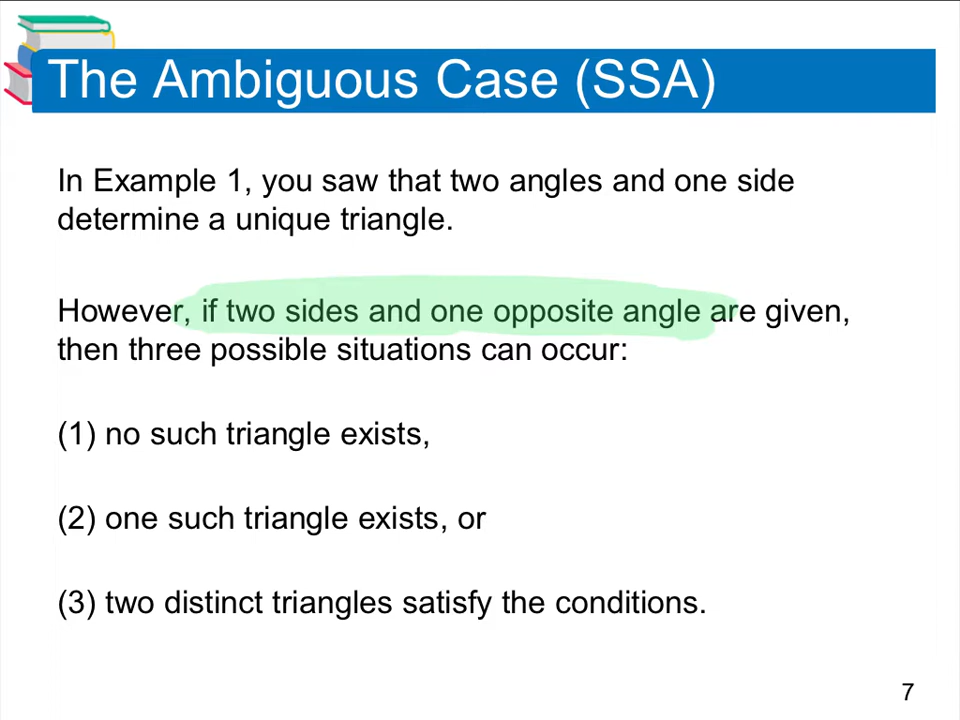 The Ambiguous Case (SSA)
In Example 1, you saw that two angles and one side
determine a unique triangle.
However, if two sides and one opposite angle are given,
then three possible situations can occur:
(1) no such triangle exists,
(2) one such triangle exists, or
(3) two distinct triangles satisfy the conditions.
7